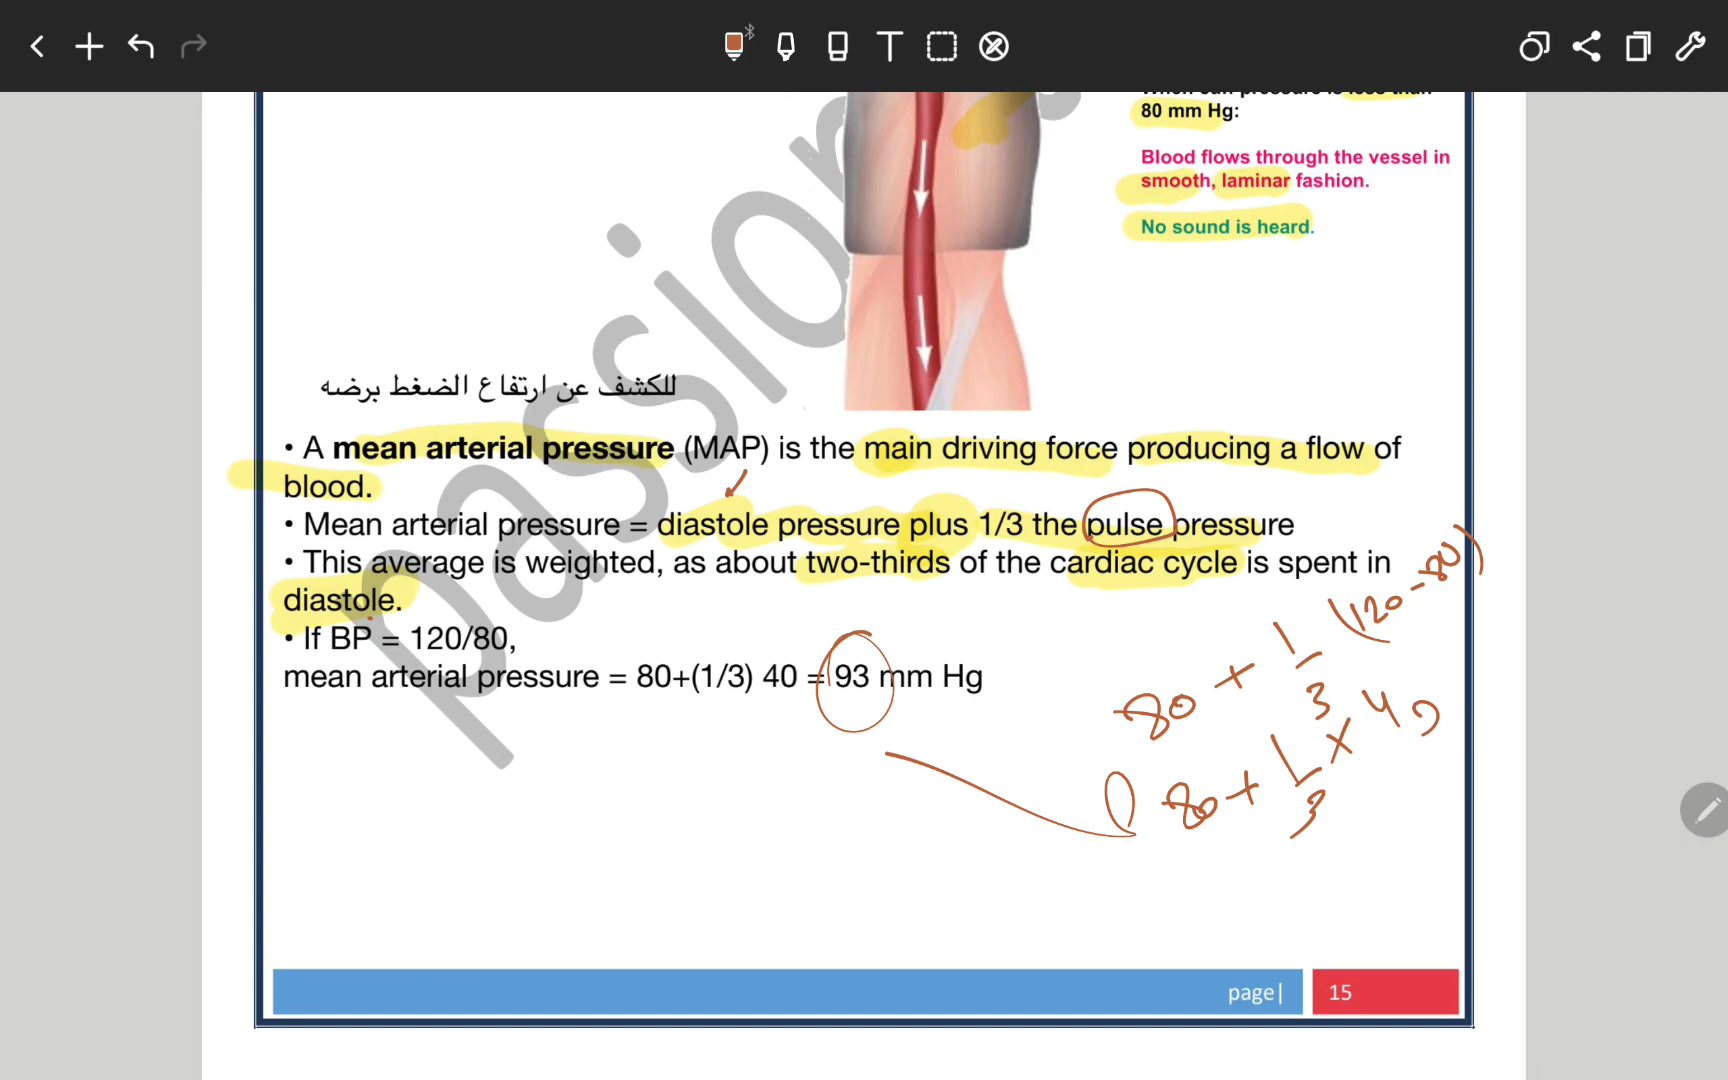 80 mm Hg:
Blood flows through the vessel in
smooth, laminar fashion.
No sound is heard.
للكشف عن ارتفاع الضغط برضه
• A mean arterial pressure (MAP) is the main driving force producing a flow of
blood.
• Mean arterial pressure = diastole pressure plus 1/3 the pulse pressure
• This average is weighted, as about two-thirds of the cardiac cycle is spent in
diastole.
• If BP = 120/80,
mean arterial pressure = 80+(1/3) 40 = 93 mm Hg
80 + 1/3 (120-80)
80 + 1/3 x 40
passion
page| 15